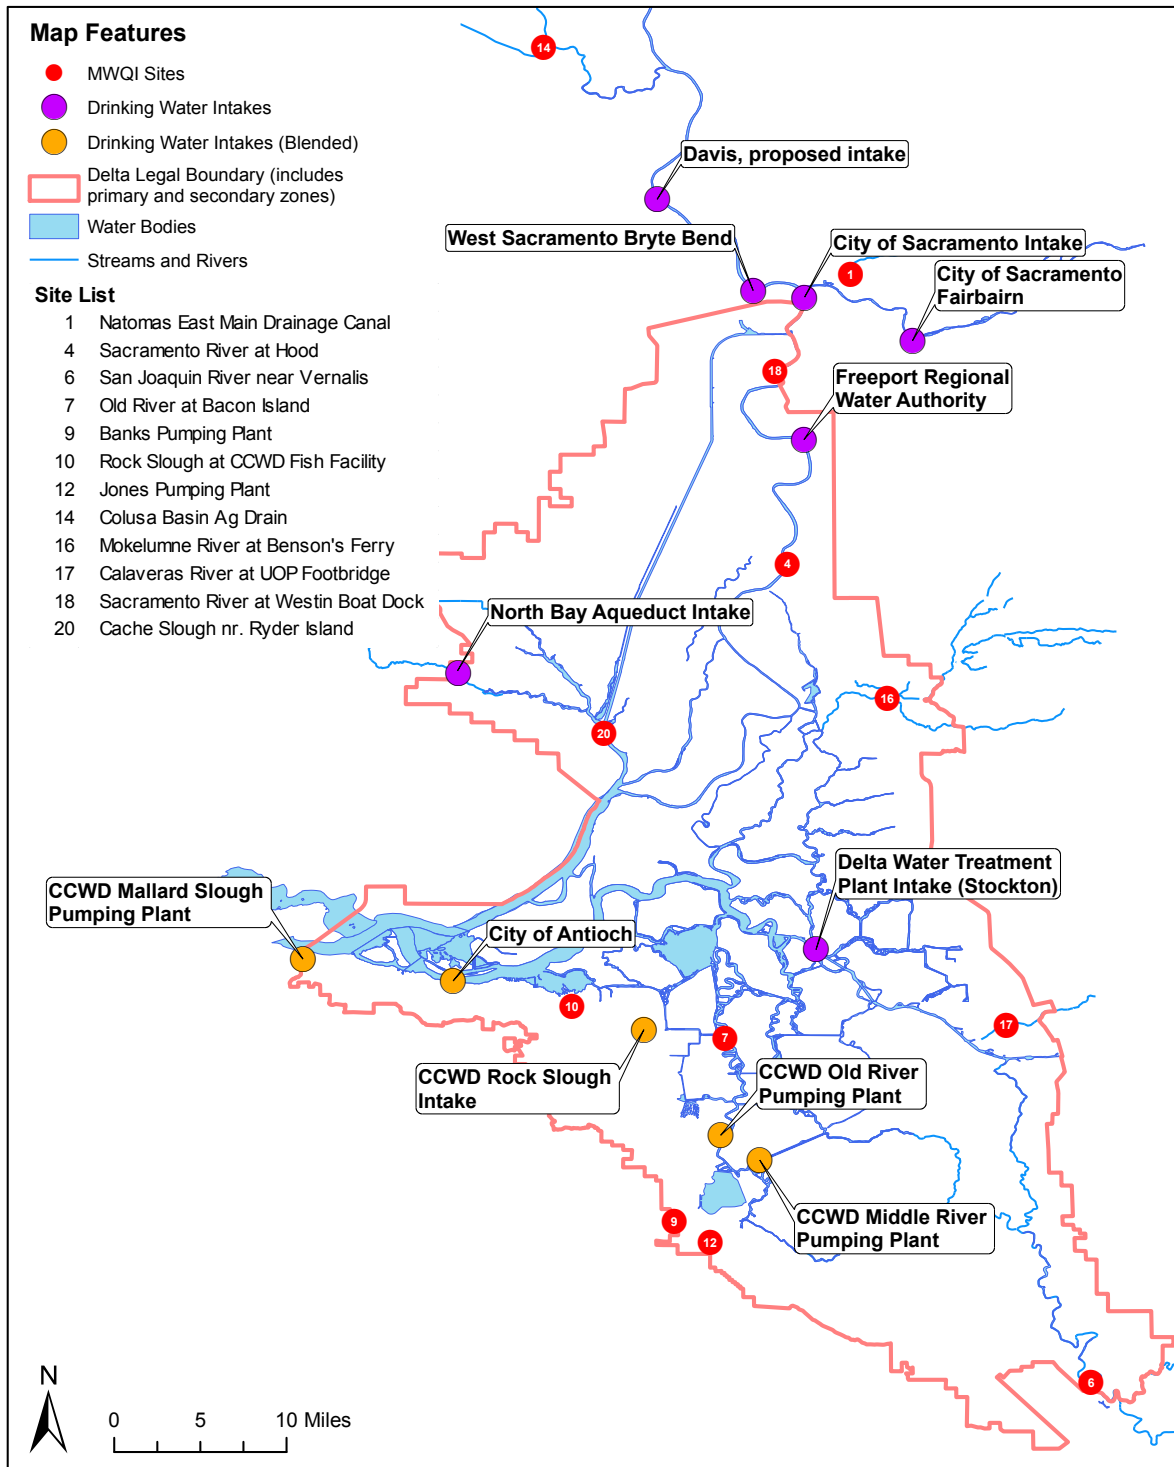 Map Features
MWQI Sites
Drinking Water Intakes
Drinking Water Intakes (Blended)
Delta Legal Boundary (includes
primary and secondary zones)
Water Bodies
Streams and Rivers
Site List
1 Natomas East Main Drainage Canal
4 Sacramento River at Hood
6 San Joaquin River near Vernalis
7 Old River at Bacon Island
9 Banks Pumping Plant
10 Rock Slough at CCWD Fish Facility
12 Jones Pumping Plant
14 Colusa Basin Ag Drain
16 Mokelumne River at Benson's Ferry
17 Calaveras River at UOP Footbridge
18 Sacramento River at Westin Boat Dock
20 Cache Slough nr. Ryder Island
14
Davis, proposed intake
West Sacramento Bryte Bend
City of Sacramento Intake
1
City of Sacramento
Fairbairn
18
Freeport Regional
Water Authority
4
North Bay Aqueduct Intake
16
20
Delta Water Treatment
Plant Intake (Stockton)
CCWD Mallard Slough
Pumping Plant
City of Antioch
10
17
7
CCWD Rock Slough
Intake
CCWD Old River
Pumping Plant
9
12
CCWD Middle River
Pumping Plant
6
N
0 5 10 Miles